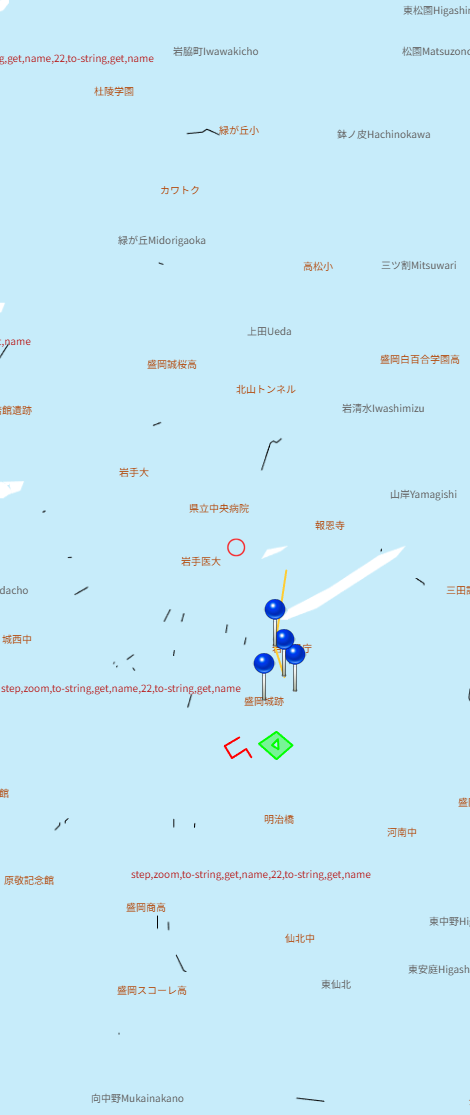 東松園Higashi
岩脇町Iwawakicho
松園Matsuzono
g,get,name,22,to-string,get,name
杜陵学園
緑が丘小
鉢ノ皮Hachinokawa
カワトク
緑が丘Midorigaoka
高松小
三ツ割Mitsuwari
上田Ueda
,name
盛岡誠桜高
盛岡白百合学園高
北山トンネル
館遺跡
岩清水Iwashimizu
岩手大
山岸Yamagishi
県立中央病院
報恩寺
岩手医大
dacho
三田
城西中
庁
step,zoom,to-string,get,name,22,to-string,get,name
盛岡城跡
館
盛
明治橋
河南中
step,zoom,to-string,get,name,22,to-string,get,name
原敬記念館
盛岡商高
東中野Hig
仙北中
東安庭Higash
東仙北
盛岡スコーレ高
向中野Mukainakano